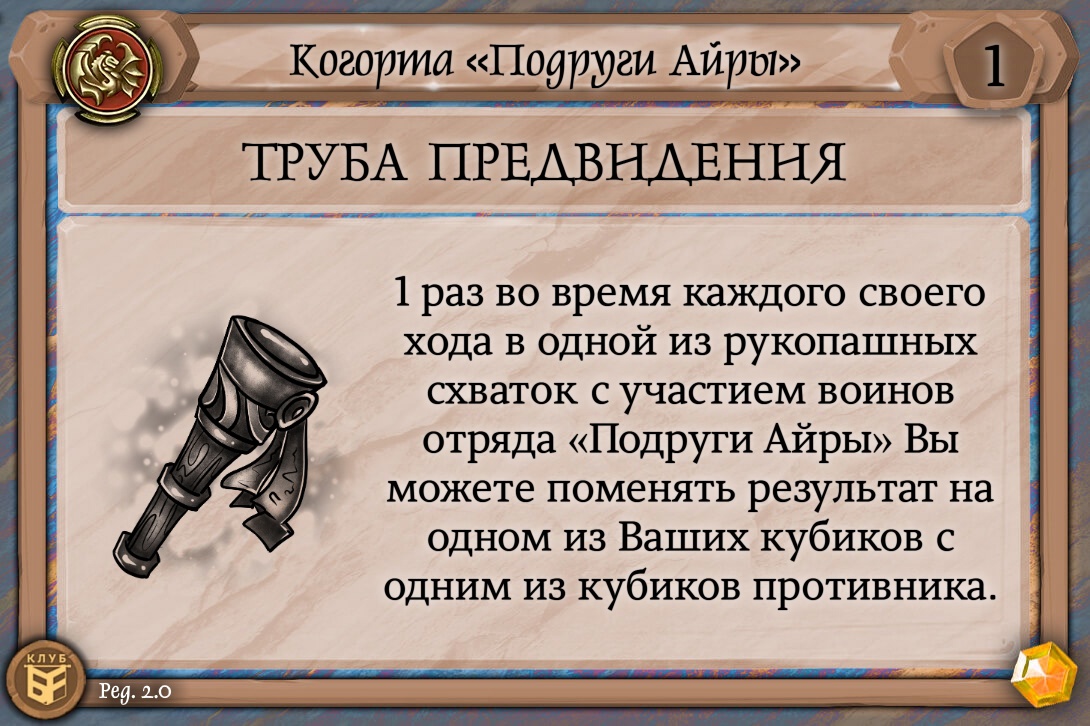 Когорта «Подруги Айры»
1
ТРУБА ПРЕДВИДЕНИЯ
1 раз во время каждого своего
хода в одной из рукопашных
схваток с участием воинов
отряда «Подруги Айры» Вы
можете поменять результат на
одном из Ваших кубиков с
одним из кубиков противника.
КЛУБ
Ред. 2.0